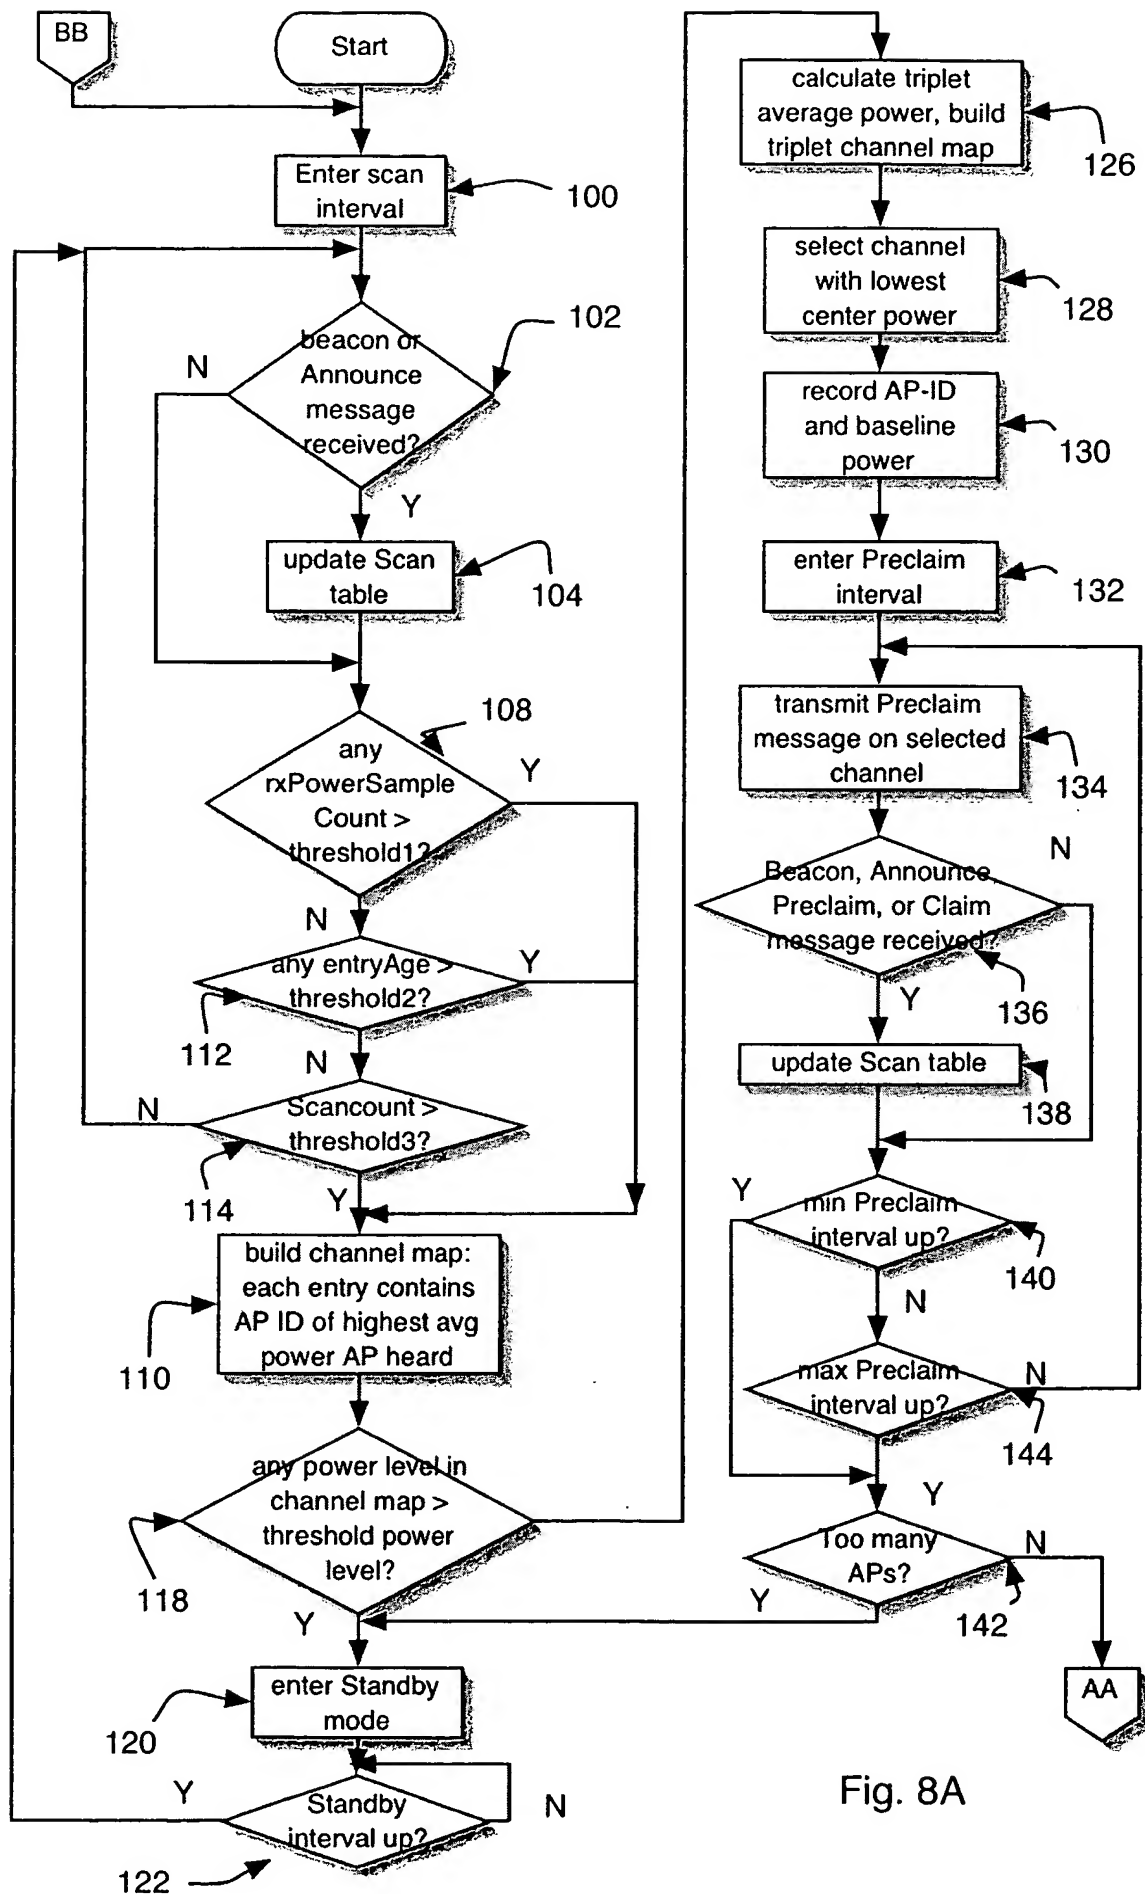 BB
Start
Enter scan
interval
100
beacon or
Announce
message
received?
102
N
Y
update Scan
table
104
any
rxPowerSample
Count >
threshold1?
108
Y
N
any entryAge >
threshold2?
Y
112
N
Scancount >
threshold3?
N
114
Y
build channel map:
each entry contains
AP ID of highest avg
power AP heard
110
any power level in
channel map >
threshold power
level?
118
Y
enter Standby
mode
120
Standby
interval up?
Y
N
122
calculate triplet
average power, build
triplet channel map
126
select channel
with lowest
center power
128
record AP-ID
and baseline
power
130
enter Preclaim
interval
132
transmit Preclaim
message on selected
channel
134
Beacon, Announce,
Preclaim, or Claim
message received?
N
136
Y
update Scan table
138
min Preclaim
interval up?
Y
140
N
max Preclaim
interval up?
N
144
Y
Too many
APs?
N
Y
142
AA
Fig. 8A